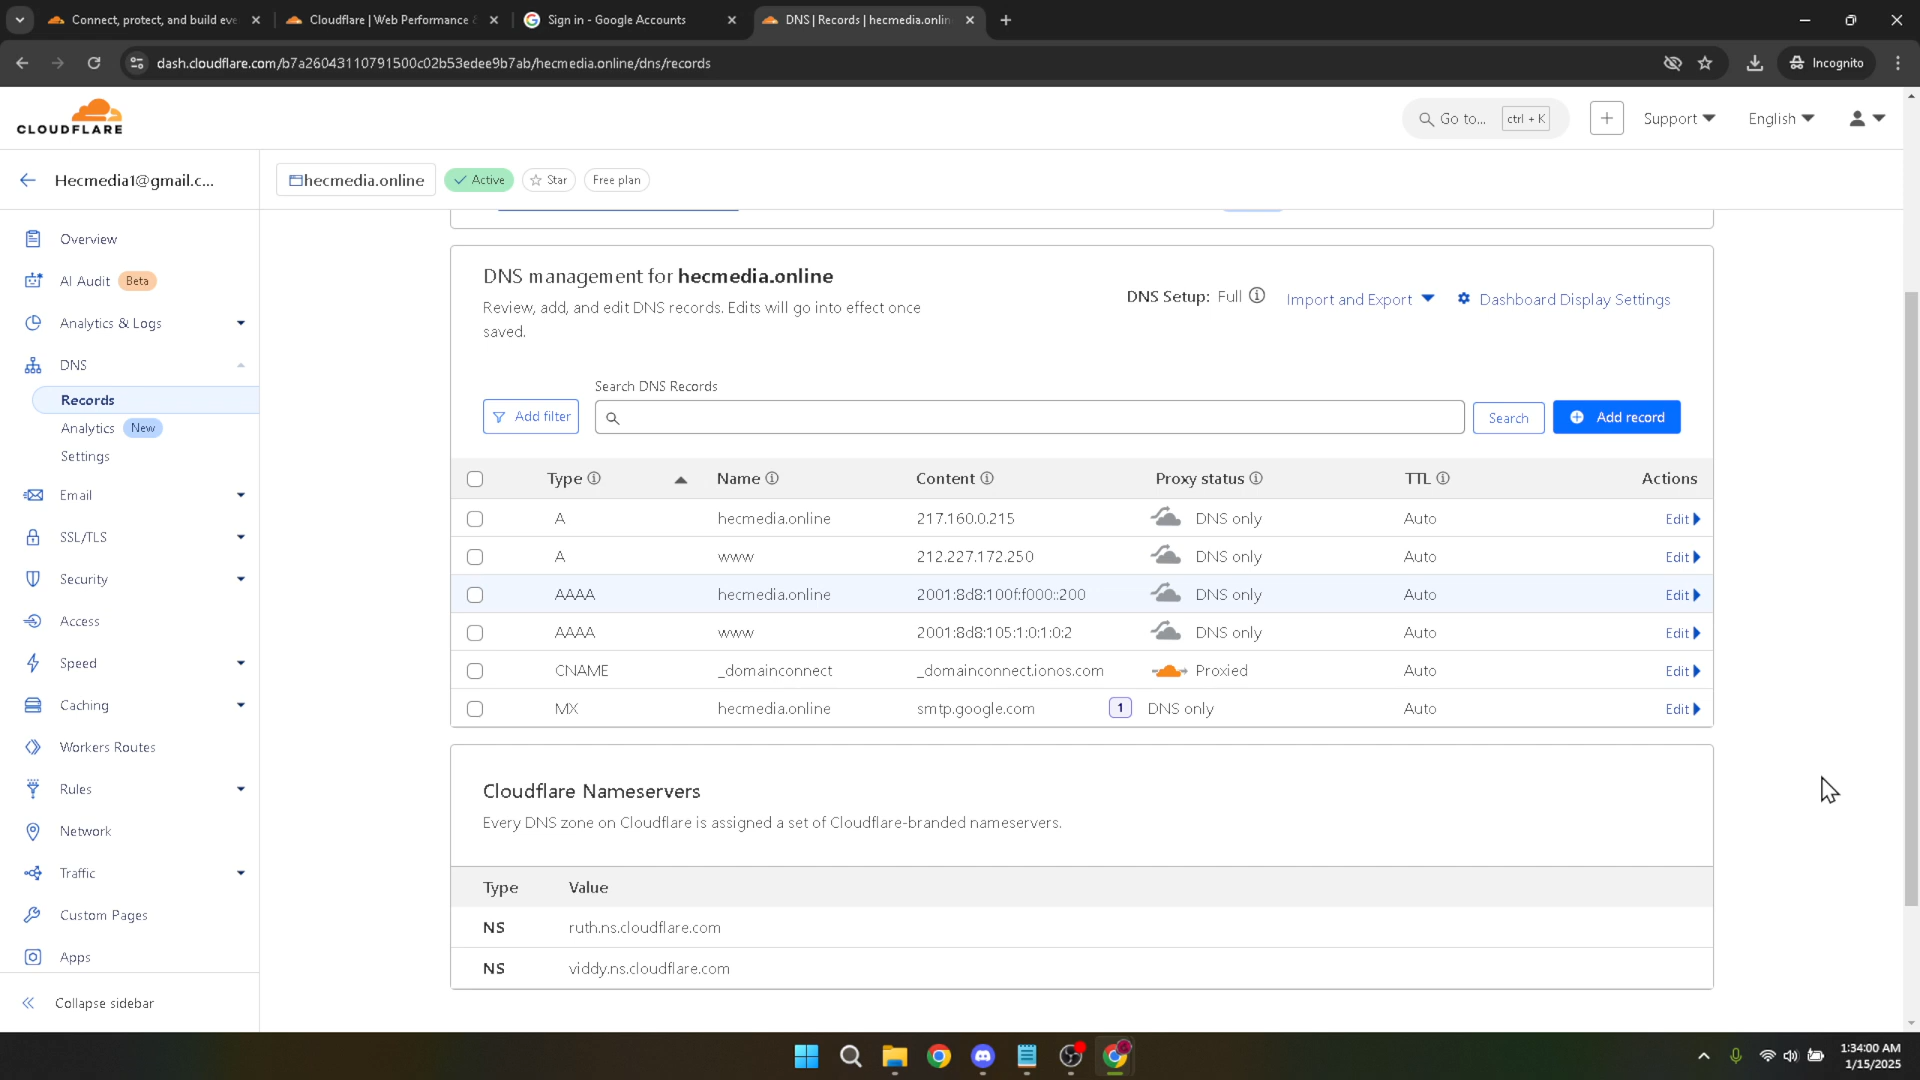 Connect, protect, and build eve
Cloudflare | Web Performance &
Sign in - Google Accounts
DNS | Records | hecmedia.onlin
dash.cloudflare.com/b7a26043110791500c02b53edee9b7ab/hecmedia.online/dns/records
Incognito
CLOUDFLARE
Go to... ctrl + K
Support
English
Hecmedia1@gmail.c...
hecmedia.online
Active
Star
Free plan
Overview
AI Audit Beta
Analytics & Logs
DNS
Records
Analytics New
Settings
Email
SSL/TLS
Security
Access
Speed
Caching
Workers Routes
Rules
Network
Traffic
Custom Pages
Apps
Collapse sidebar
DNS management for hecmedia.online
Review, add, and edit DNS records. Edits will go into effect once
saved.
DNS Setup: Full
Import and Export
Dashboard Display Settings
Search DNS Records
Add filter
Search
Add record
Type Name Content Proxy status TTL Actions
A hecmedia.online 217.160.0.215 DNS only Auto Edit
A www 212.227.172.250 DNS only Auto Edit
AAAA hecmedia.online 2001:8d8:100f:f000::200 DNS only Auto Edit
AAAA www 2001:8d8:105:1:0:1:0:2 DNS only Auto Edit
CNAME _domainconnect _domainconnect.ionos.com Proxied Auto Edit
MX hecmedia.online smtp.google.com 1 DNS only Auto Edit
Cloudflare Nameservers
Every DNS zone on Cloudflare is assigned a set of Cloudflare-branded nameservers.
Type Value
NS ruth.ns.cloudflare.com
NS viddy.ns.cloudflare.com
1:34:00 AM
1/15/2025